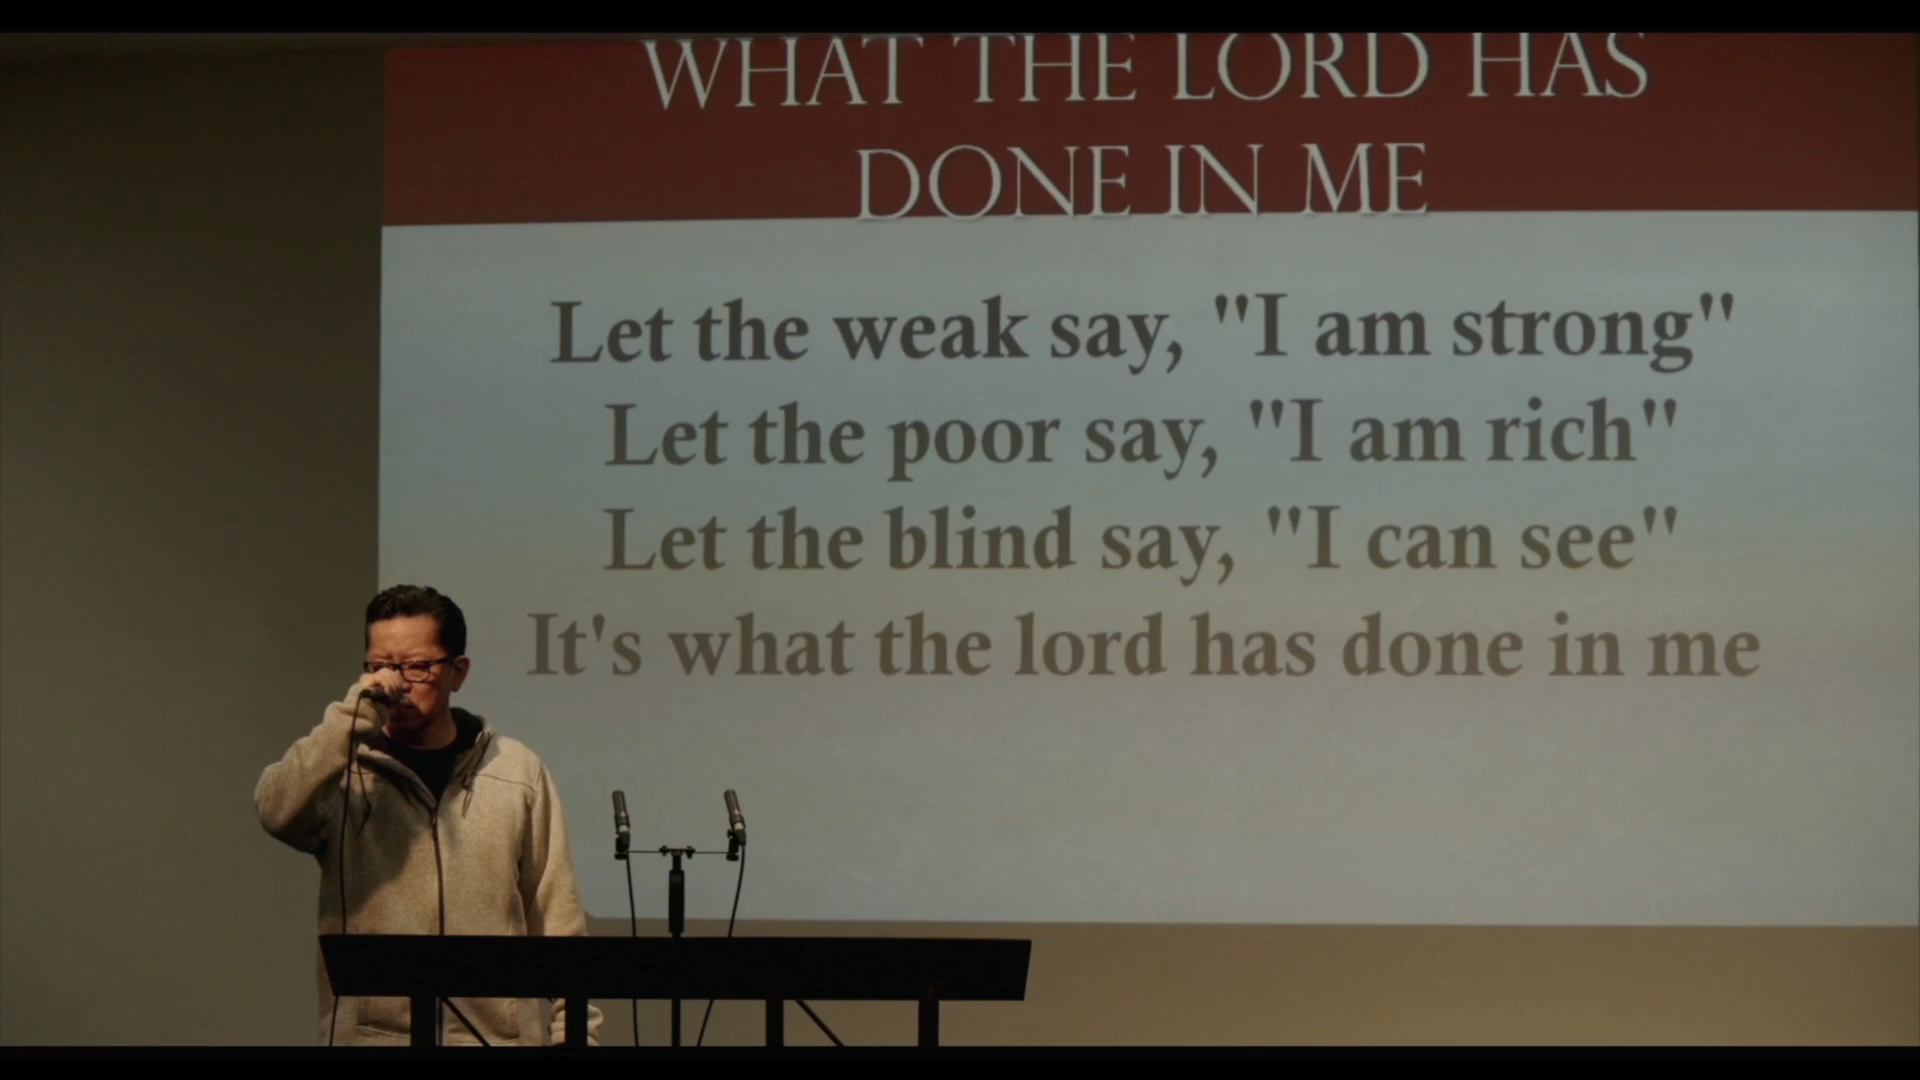 WHAT THE LORD HAS
DONE IN ME
Let the weak say, "I am strong"
Let the poor say, "I am rich"
Let the blind say, "I can see"
It's what the lord has done in me